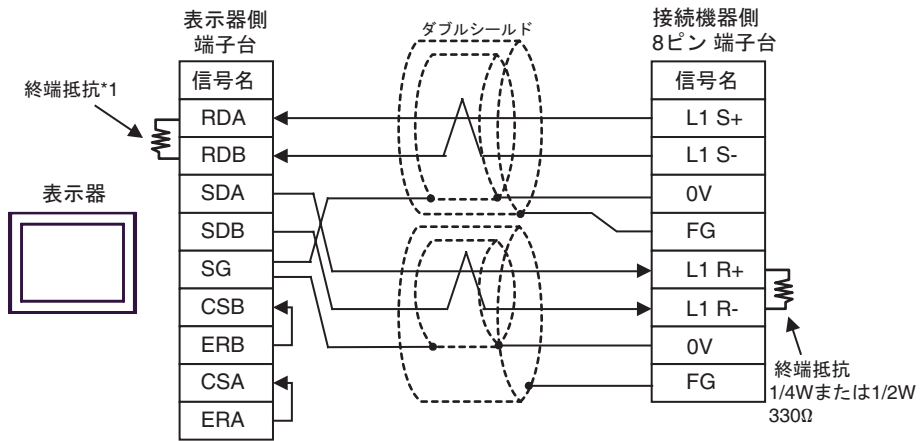 表示器側
端子台
信号名
RDA
RDB
SDA
SDB
SG
CSB
ERB
CSA
ERA
終端抵抗*1
表示器
ダブルシールド
接続機器側
8ピン 端子台
信号名
L1 S+
L1 S-
0V
FG
L1 R+
L1 R-
0V
FG
終端抵抗
1/4Wまたは1/2W
330Ω